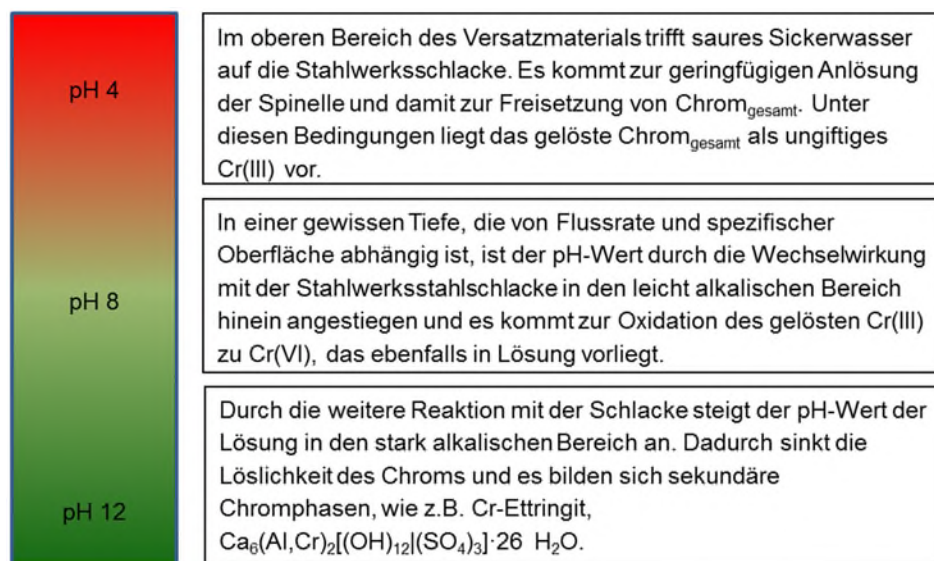 pH 4
Im oberen Bereich des Versatzmaterials trifft saures Sickerwasser
auf die Stahlwerksschlacke. Es kommt zur geringfügigen Anlösung
der Spinelle und damit zur Freisetzung von Chrom_gesamt. Unter
diesen Bedingungen liegt das gelöste Chrom_gesamt als ungiftiges
Cr(III) vor.
pH 8
In einer gewissen Tiefe, die von Flussrate und spezifischer
Oberfläche abhängig ist, ist der pH-Wert durch die Wechselwirkung
mit der Stahlwerksstahlschlacke in den leicht alkalischen Bereich
hinein angestiegen und es kommt zur Oxidation des gelösten Cr(III)
zu Cr(VI), das ebenfalls in Lösung vorliegt.
pH 12
Durch die weitere Reaktion mit der Schlacke steigt der pH-Wert der
Lösung in den stark alkalischen Bereich an. Dadurch sinkt die
Löslichkeit des Chroms und es bilden sich sekundäre
Chromphasen, wie z.B. Cr-Ettringit,
Ca₆(Al,Cr)₂[(OH)₁₂|(SO₄)₃]·26 H₂O.